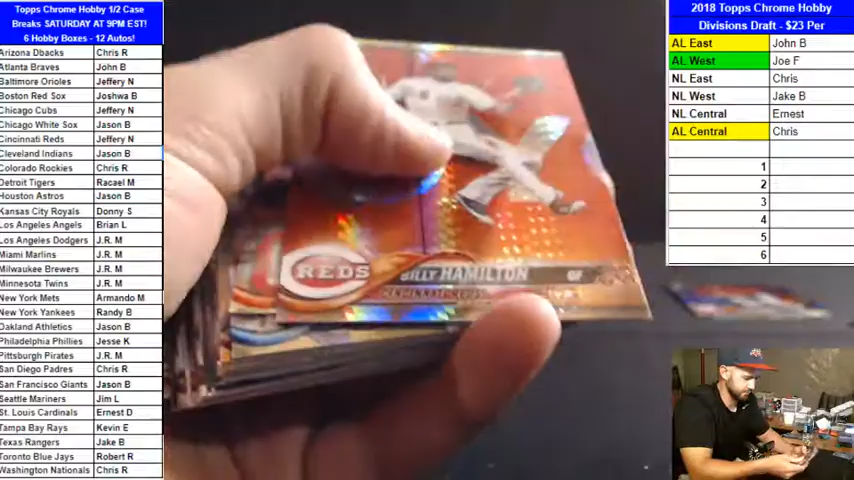 Topps Chrome Hobby 1/2 Case
Breaks SATURDAY AT 9PM EST!
6 Hobby Boxes - 12 Autos!
Arizona Dbacks Chris R
Atlanta Braves John B
Baltimore Orioles Jeffery N
Boston Red Sox Joshwa B
Chicago Cubs Jeffery N
Chicago White Sox Jason B
Cincinnati Reds Jeffery N
Cleveland Indians Jason B
Colorado Rockies Chris R
Detroit Tigers Racael M
Houston Astros Jason B
Kansas City Royals Donny S
Los Angeles Angels Brian L
Los Angeles Dodgers J.R. M
Miami Marlins J.R. M
Milwaukee Brewers J.R. M
Minnesota Twins J.R. M
New York Mets Armando M
New York Yankees Randy B
Oakland Athletics Jason B
Philadelphia Phillies Jesse K
Pittsburgh Pirates J.R. M
San Diego Padres Chris R
San Francisco Giants Jason B
Seattle Mariners Jim L
St. Louis Cardinals Ernest D
Tampa Bay Rays Kevin E
Texas Rangers Jake B
Toronto Blue Jays Robert R
Washington Nationals Chris R
REDS
BILLY HAMILTON OF
2018 Topps Chrome Hobby
Divisions Draft - $23 Per
AL East John B
AL West Joe F
NL East Chris
NL West Jake B
NL Central Ernest
AL Central Chris
1
2
3
4
5
6